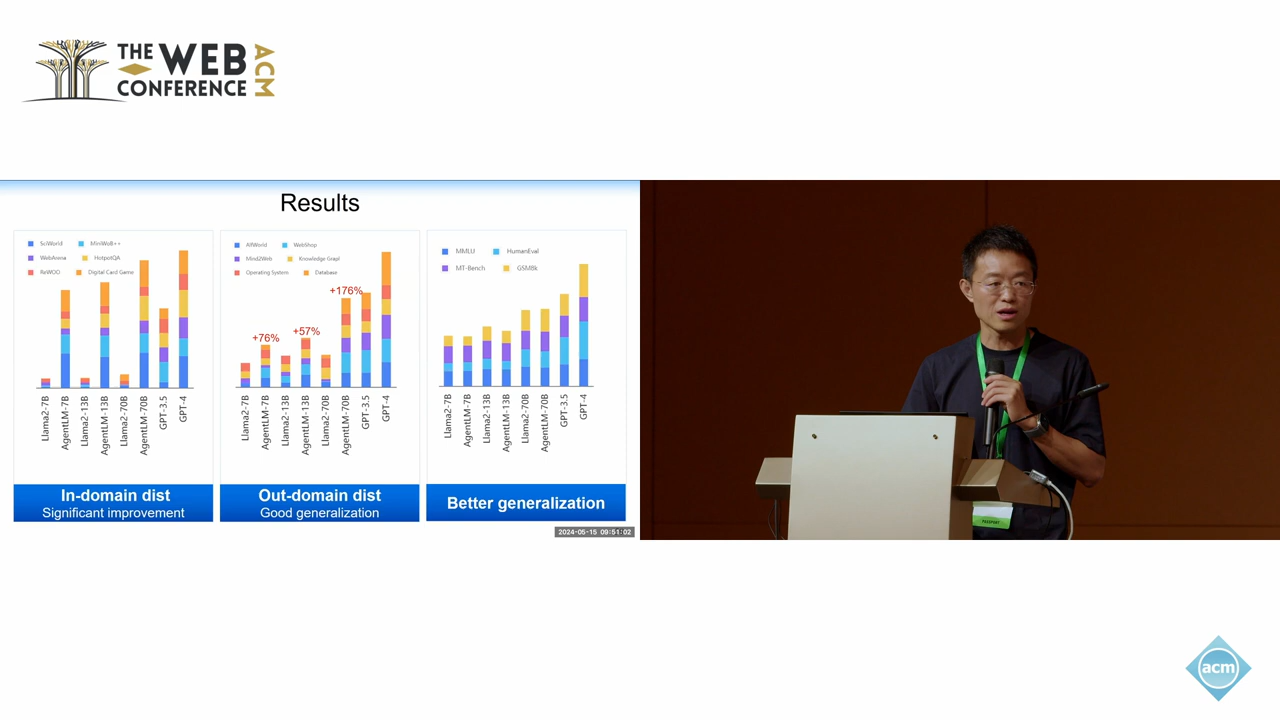 THE WEB
CONFERENCE
ACM
Results
SciWorld MiniWoB++
WebArena HotpotQA
ReWOO Digital Card Game
Llama2-7B
AgentLM-7B
Llama2-13B
AgentLM-13B
Llama2-70B
AgentLM-70B
GPT-3.5
GPT-4
In-domain dist
Significant improvement
AlfWorld WebShop
Mind2Web Knowledge Grapl
Operating System Database
+76%
+57%
+176%
Llama2-7B
AgentLM-7B
Llama2-13B
AgentLM-13B
Llama2-70B
AgentLM-70B
GPT-3.5
GPT-4
Out-domain dist
Good generalization
MMLU HumanEval
MT-Bench GSM8k
Llama2-7B
AgentLM-7B
Llama2-13B
AgentLM-13B
Llama2-70B
AgentLM-70B
GPT-3.5
GPT-4
Better generalization
2024-05-15 09:51:02
PASSPORT
acm